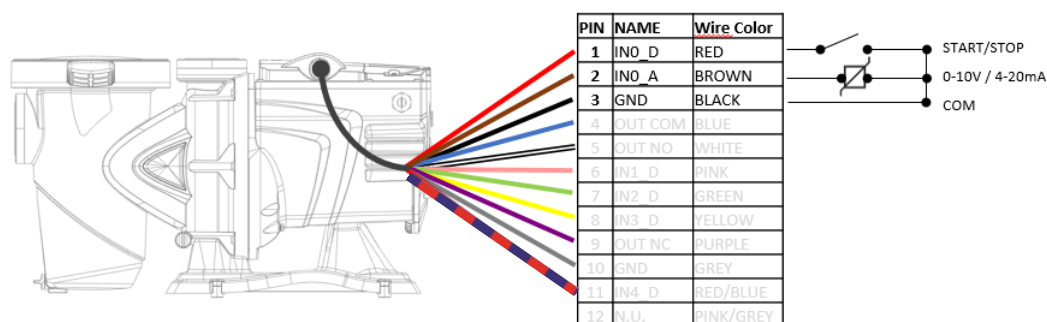 PIN NAME Wire Color
1 IN0_D RED START/STOP
2 IN0_A BROWN 0-10V / 4-20mA
3 GND BLACK COM
4 OUT COM BLUE
5 OUT NO WHITE
6 IN1_D PINK
7 IN2_D GREEN
8 IN3_D YELLOW
9 OUT NC PURPLE
10 GND GREY
11 IN4_D RED/BLUE
12 N.U. PINK/GREY